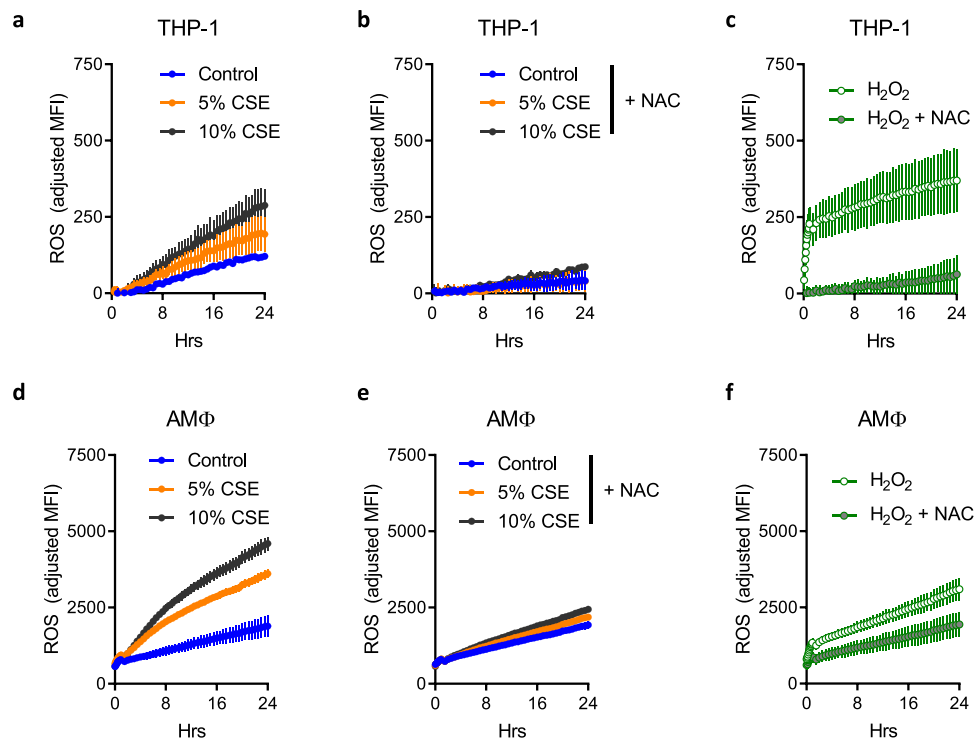 a
THP-1
ROS (adjusted MFI)
750
500
250
0
Control
5% CSE
10% CSE
0 8 16 24
Hrs
b
THP-1
ROS (adjusted MFI)
750
500
250
0
Control
5% CSE
10% CSE
+ NAC
0 8 16 24
Hrs
c
THP-1
ROS (adjusted MFI)
750
500
250
0
H₂O₂
H₂O₂ + NAC
0 8 16 24
Hrs
d
AMΦ
ROS (adjusted MFI)
7500
5000
2500
0
Control
5% CSE
10% CSE
0 8 16 24
Hrs
e
AMΦ
ROS (adjusted MFI)
7500
5000
2500
0
Control
5% CSE
10% CSE
+ NAC
0 8 16 24
Hrs
f
AMΦ
ROS (adjusted MFI)
7500
5000
2500
0
H₂O₂
H₂O₂ + NAC
0 8 16 24
Hrs